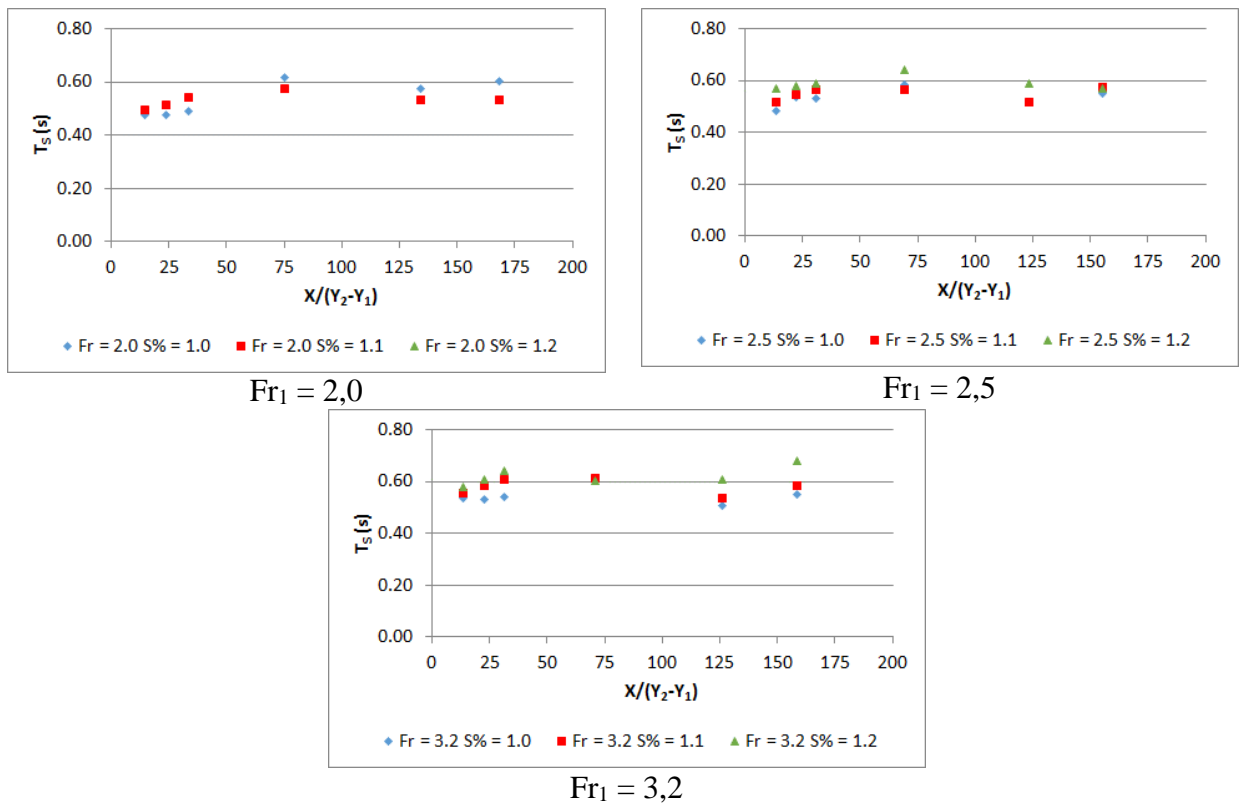 0.80
0.60
0.40
0.20
0.00
T_S (s)
0 25 50 75 100 125 150 175 200
X/(Y₂-Y₁)
Fr = 2.0 S% = 1.0 Fr = 2.0 S% = 1.1 Fr = 2.0 S% = 1.2
Fr₁ = 2,0
0.80
0.60
0.40
0.20
0.00
T_S (s)
0 25 50 75 100 125 150 175 200
X/(Y₂-Y₁)
Fr = 2.5 S% = 1.0 Fr = 2.5 S% = 1.1 Fr = 2.5 S% = 1.2
Fr₁ = 2,5
0.80
0.60
0.40
0.20
0.00
T_S (s)
0 25 50 75 100 125 150 175 200
X/(Y₂-Y₁)
Fr = 3.2 S% = 1.0 Fr = 3.2 S% = 1.1 Fr = 3.2 S% = 1.2
Fr₁ = 3,2